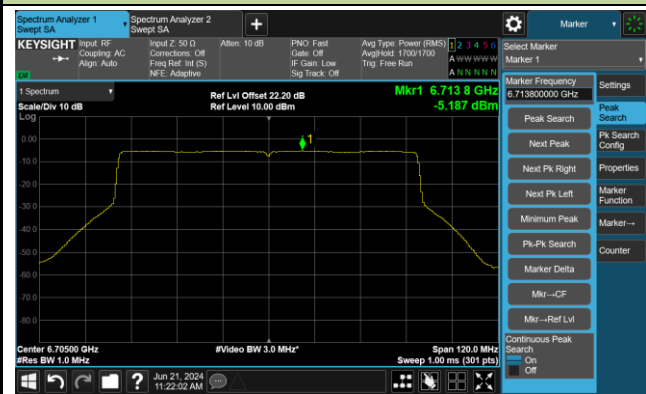 Spectrum Analyzer 1
Swept SA
Spectrum Analyzer 2
Swept SA
+
Marker
KEYSIGHT
Input: RF
Coupling: AC
Align: Auto
Input Z: 50 Ω
Corrections: Off
Freq Ref: Int (S)
NFE: Adaptive
Atten: 10 dB
PNO: Fast
Gate: Off
IF Gain: Low
Sig Track: Off
Avg Type: Power (RMS)
Avg|Hold: 1700/1700
Trig: Free Run
1 2 3 4 5 6
A W W W W W
A N N N N N
LXI
Select Marker
Marker 1
1 Spectrum
Scale/Div 10 dB
Log
Ref Lvl Offset 22.20 dB
Ref Level 10.00 dBm
Mkr1 6.713 8 GHz
-5.187 dBm
1
0.00
-10.0
-20.0
-30.0
-40.0
-50.0
-60.0
-70.0
-80.0
Center 6.70500 GHz
#Res BW 1.0 MHz
#Video BW 3.0 MHz*
Span 120.0 MHz
Sweep 1.00 ms (301 pts)
Marker Frequency
6.713800000 GHz
Peak Search
Next Peak
Next Pk Right
Next Pk Left
Minimum Peak
Pk-Pk Search
Marker Delta
Mkr→CF
Mkr→Ref Lvl
Continuous Peak
Search
On
Off
Settings
Peak
Search
Pk Search
Config
Properties
Marker
Function
Marker→
Counter
?
Jun 21, 2024
11:22:02 AM